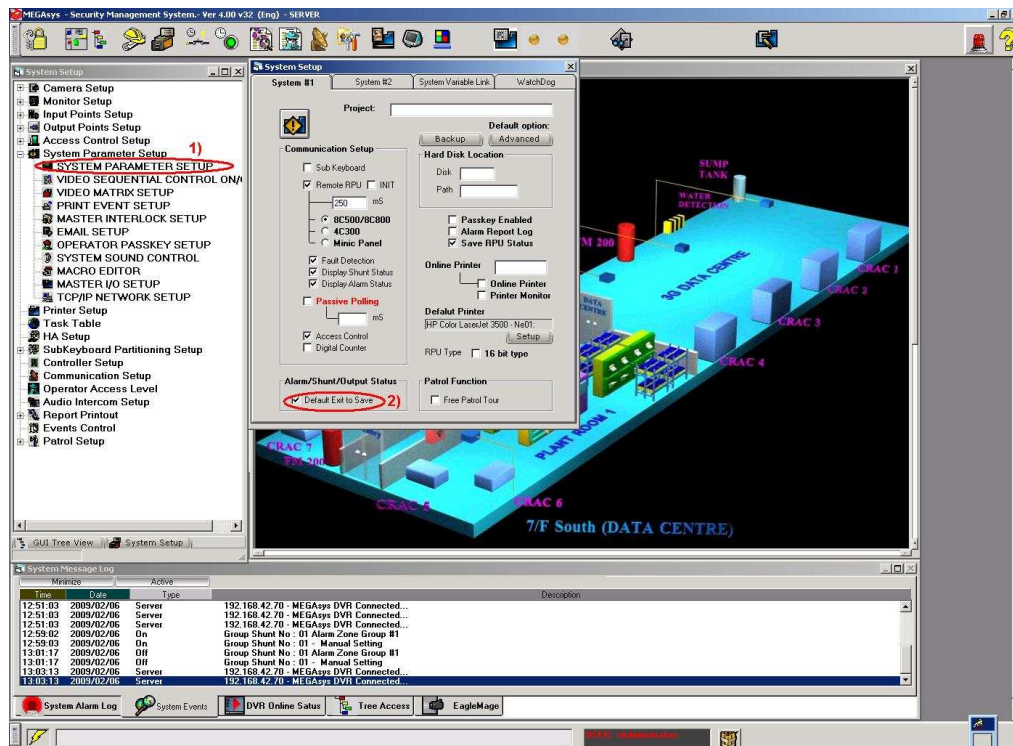 MEGAsys - Security Management System.- Ver 4.00 v32 (Eng) - SERVER
System Setup
Camera Setup
Monitor Setup
Input Points Setup
Output Points Setup
Access Control Setup
System Parameter Setup
1)
SYSTEM PARAMETER SETUP
VIDEO SEQUENTIAL CONTROL ON/
VIDEO MATRIX SETUP
PRINT EVENT SETUP
MASTER INTERLOCK SETUP
EMAIL SETUP
OPERATOR PASSKEY SETUP
SYSTEM SOUND CONTROL
MACRO EDITOR
MASTER I/O SETUP
TCP/IP NETWORK SETUP
Printer Setup
Task Table
HA Setup
SubKeyboard Partitioning Setup
Controller Setup
Communication Setup
Operator Access Level
Audio Intercom Setup
Report Printout
Events Control
Patrol Setup
GUI Tree View
System Setup
System Setup
System #1
System #2
System Variable Link
WatchDog
Project:
Default option:
Backup
Advanced
Communication Setup
Sub Keyboard
Remote RPU
INIT
250 mS
8C500/8C800
4C300
Minic Panel
Fault Detection
Display Shunt Status
Display Alarm Status
Passive Polling
mS
Access Control
Digital Counter
Hard Disk Location
Disk
Path
Passkey Enabled
Alarm Report Log
Save RPU Status
Online Printer
Online Printer
Printer Monitor
Defalut Printer
HP Color LaserJet 3500 - Ne01:
Setup
RPU Type
16 bit type
Alarm/Shunt/Output Status
Default Exit to Save
2)
Patrol Function
Free Patrol Tour
SUMP
TANK
WATER
DETECTION
FM 200
3G DATA CENTRE
CRAC 1
CRAC 2
CRAC 3
CRAC 4
DATA
CENTRE
PLANT ROOM 1
CRAC 7
FM 200
CRAC 5
CRAC 6
7/F South (DATA CENTRE)
System Message Log
Minimize
Active
Time Date Type Description
12:51:03 2009/02/06 Server 192.168.42.70 - MEGAsys DVR Connected...
12:51:03 2009/02/06 Server 192.168.42.70 - MEGAsys DVR Connected...
12:51:03 2009/02/06 Server 192.168.42.70 - MEGAsys DVR Connected...
12:59:02 2009/02/06 On Group Shunt No : 01 Alarm Zone Group #1
12:59:03 2009/02/06 On Group Shunt No : 01 - Manual Setting
13:01:17 2009/02/06 Off Group Shunt No : 01 Alarm Zone Group #1
13:01:17 2009/02/06 Off Group Shunt No : 01 - Manual Setting
13:03:13 2009/02/06 Server 192.168.42.70 - MEGAsys DVR Connected...
13:03:13 2009/02/06 Server 192.168.42.70 - MEGAsys DVR Connected...
System Alarm Log
System Events
DVR Online Satus
Tree Access
EagleMage
USER: (Administrator)